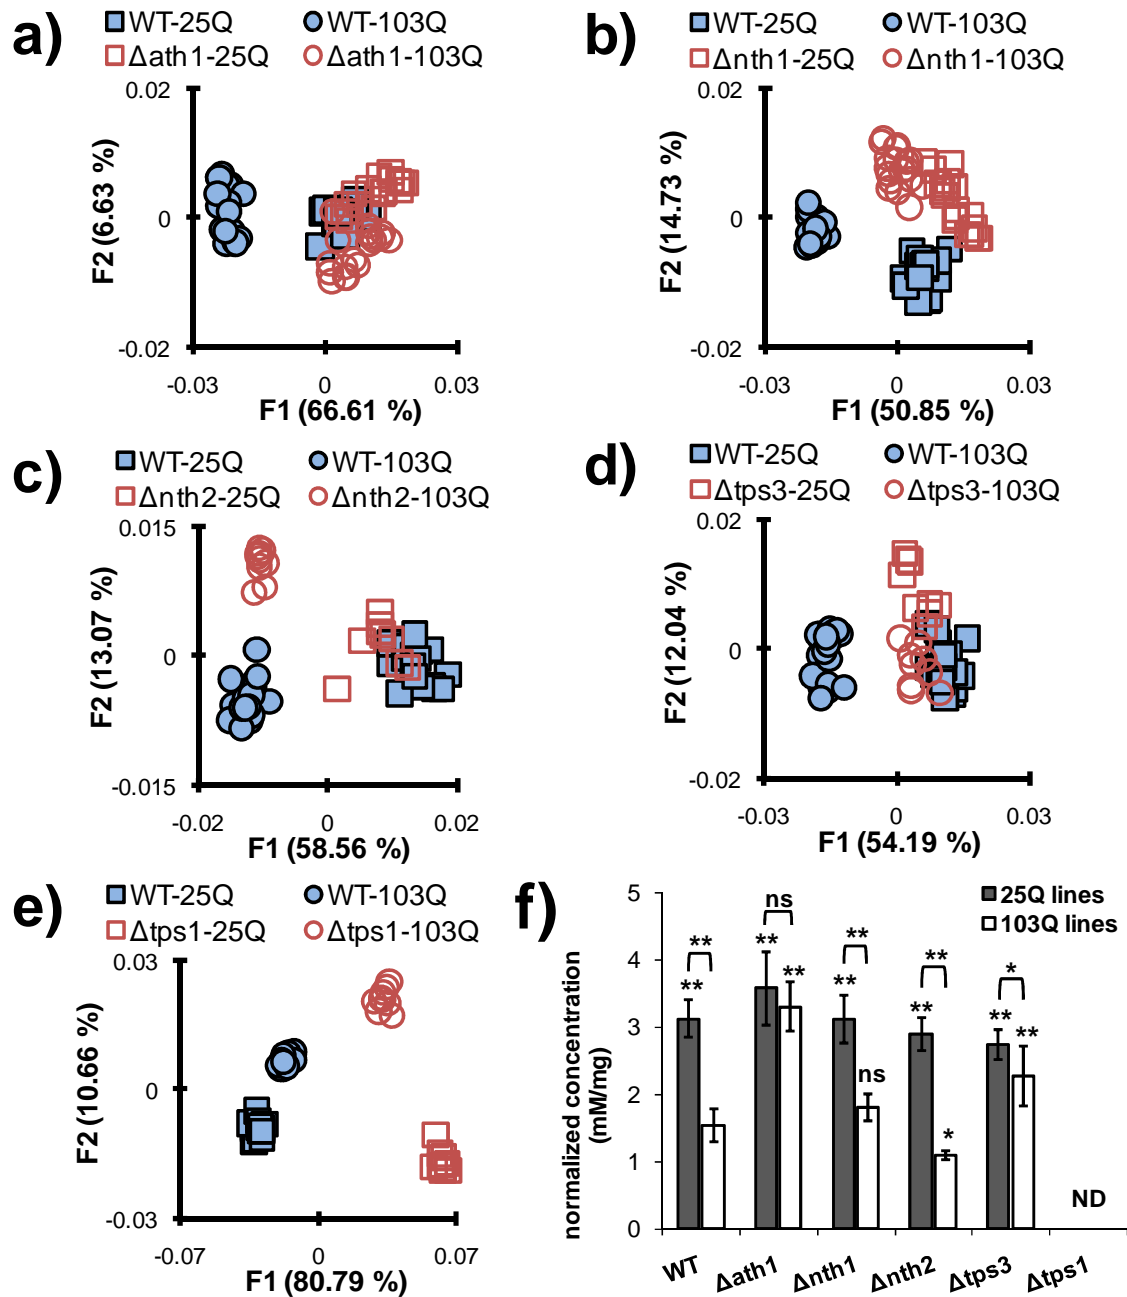 a)
WT-25Q
WT-103Q
Δath1-25Q
Δath1-103Q
0.02
0
-0.02
F2 (6.63 %)
-0.03
0
0.03
F1 (66.61 %)
b)
WT-25Q
WT-103Q
Δnth1-25Q
Δnth1-103Q
0.02
0
-0.02
F2 (14.73 %)
-0.03
0
0.03
F1 (50.85 %)
c)
WT-25Q
WT-103Q
Δnth2-25Q
Δnth2-103Q
0.015
0
-0.015
F2 (13.07 %)
-0.02
0
0.02
F1 (58.56 %)
d)
WT-25Q
WT-103Q
Δtps3-25Q
Δtps3-103Q
0.02
0
-0.02
F2 (12.04 %)
-0.03
0
0.03
F1 (54.19 %)
e)
WT-25Q
WT-103Q
Δtps1-25Q
Δtps1-103Q
0.03
0
-0.03
F2 (10.66 %)
-0.07
0
0.07
F1 (80.79 %)
f)
25Q lines
103Q lines
normalized concentration
(mM/mg)
5
4
3
2
1
0
**
**
ns
**
**
**
**
ns
**
**
*
*
**
**
ND
WT
Δath1
Δnth1
Δnth2
Δtps3
Δtps1